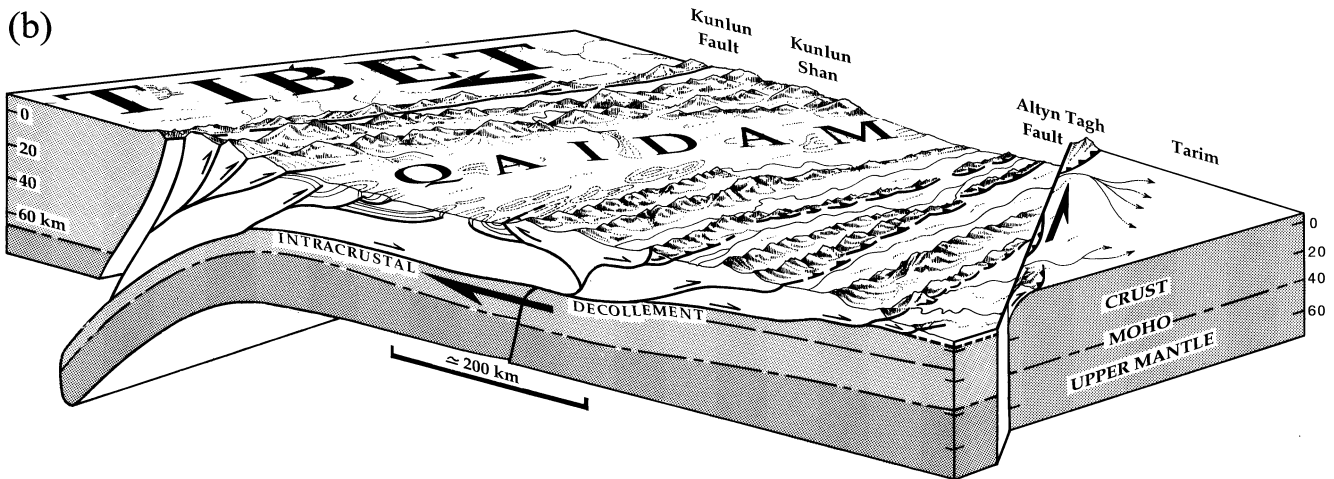 (b)
Kunlun
Fault
Kunlun
Shan
TIBET
Altyn Tagh
Fault
Tarim
QAIDAM
0
20
40
60 km
INTRACRUSTAL
DECOLLEMENT
≃ 200 km
CRUST
MOHO
UPPER MANTLE
0
20
40
60